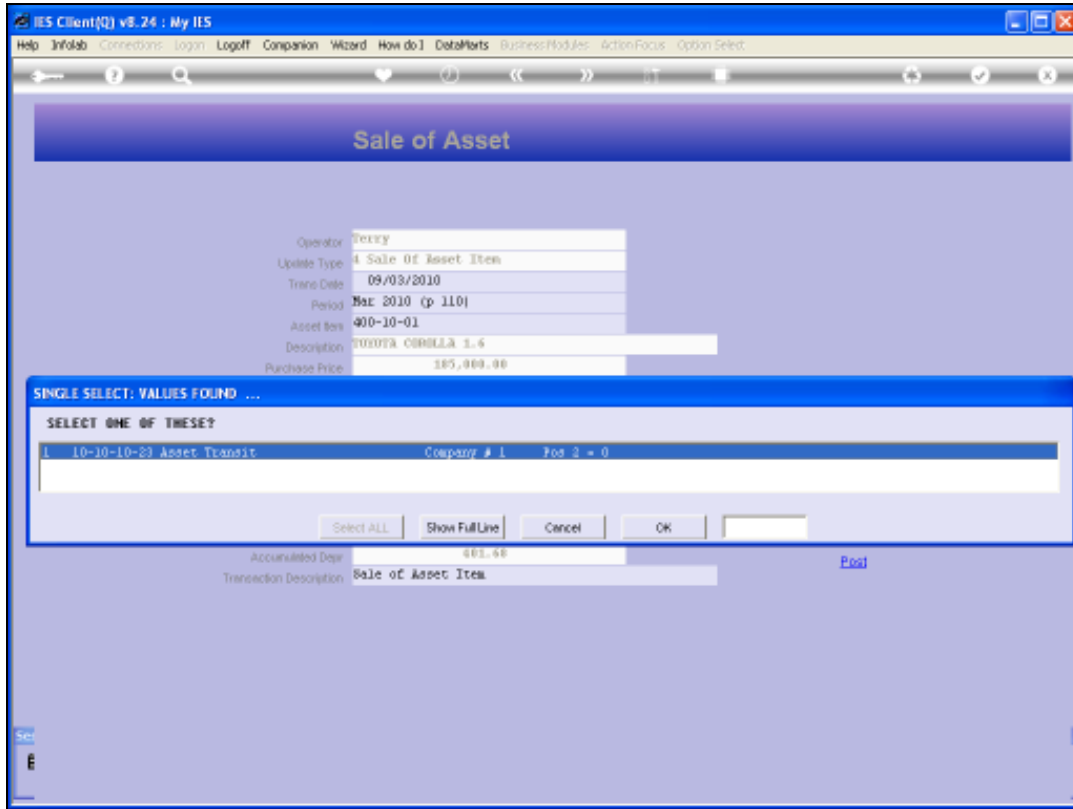 IES Client(Q) v8.24 : My IES
Help Infolab Connections Logon Logoff Companion Wizard How do I DataMarts Business Modules Action Focus Option Select
Sale of Asset
Operator Terry
Update Type 4 Sale Of Asset Item
Trans Date 09/03/2010
Period Mar 2010 (p 110)
Asset Item 400-10-01
Description TOYOTA COROLLA 1.6
Purchase Price 185,000.00
SINGLE SELECT: VALUES FOUND ...
SELECT ONE OF THESE?
1 10-10-10-23 Asset Transit Company # 1 Pos 2 = 0
Select ALL Show Full Line Cancel OK
Accumulated Depr 601.68
Post
Transaction Description Sale of Asset Item
Ses